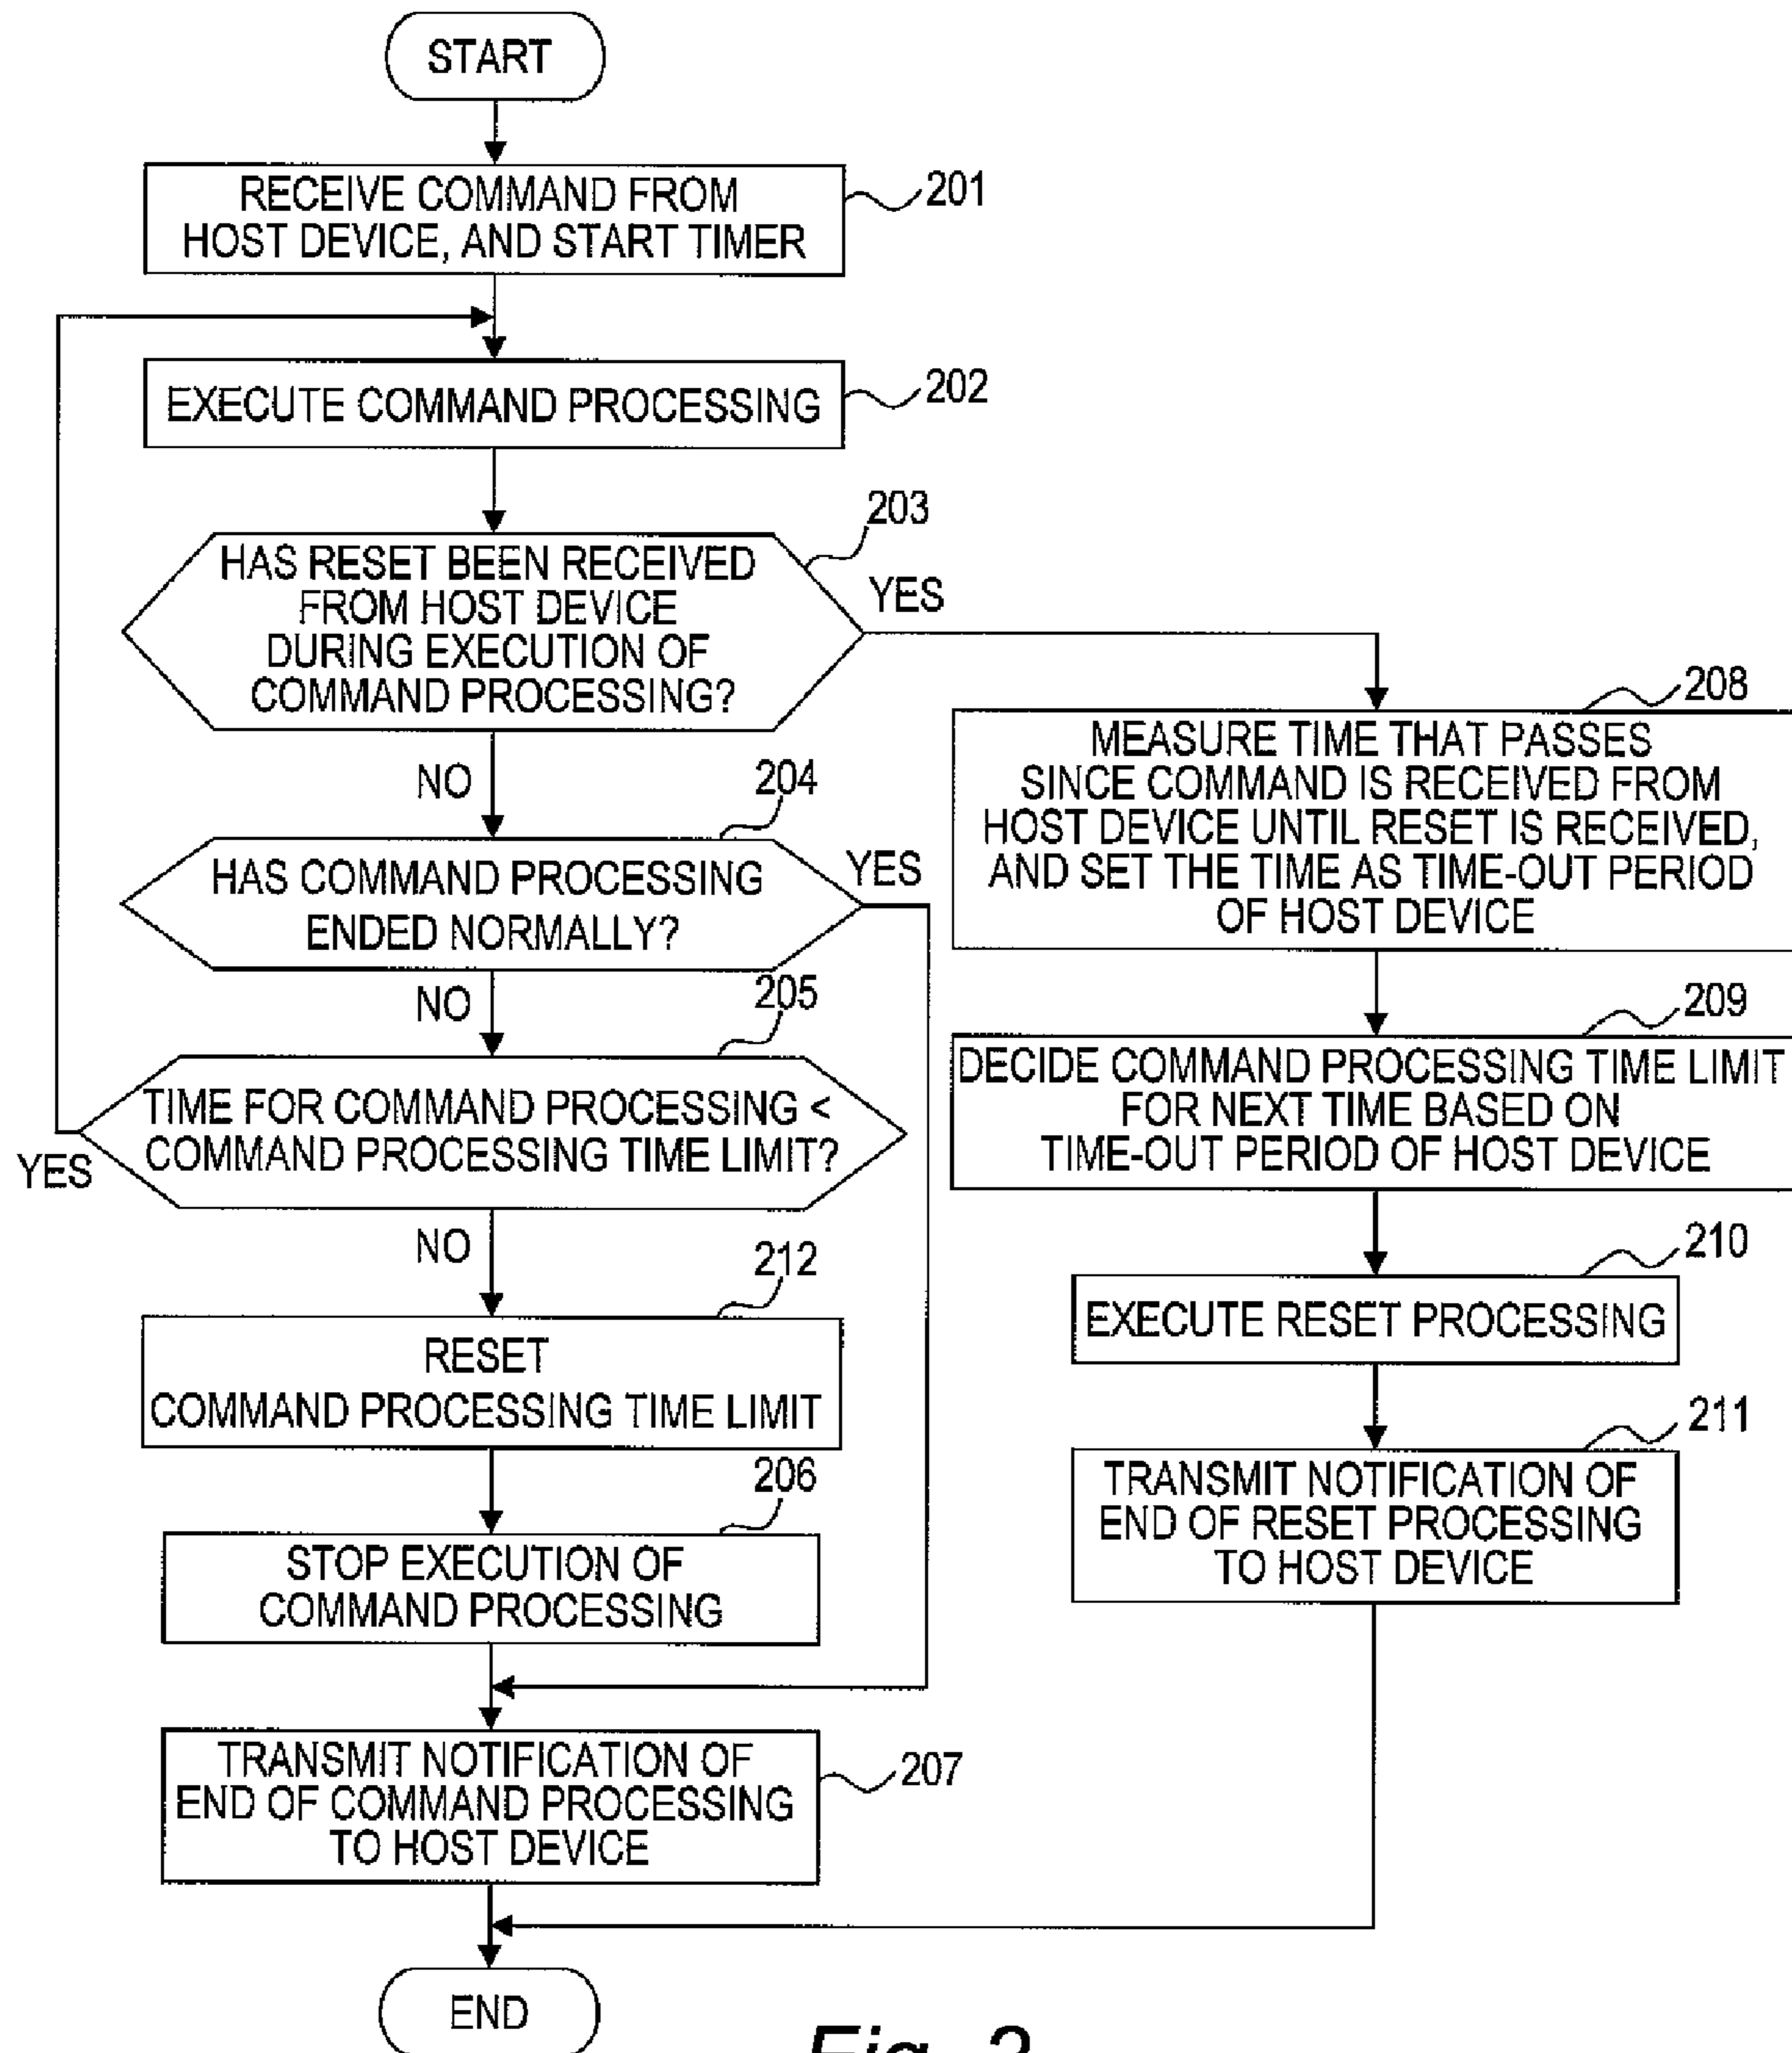 START
RECEIVE COMMAND FROM
HOST DEVICE, AND START TIMER
201
EXECUTE COMMAND PROCESSING
202
HAS RESET BEEN RECEIVED
FROM HOST DEVICE
DURING EXECUTION OF
COMMAND PROCESSING?
203
YES
NO
HAS COMMAND PROCESSING
ENDED NORMALLY?
204
YES
NO
TIME FOR COMMAND PROCESSING <
COMMAND PROCESSING TIME LIMIT?
205
YES
NO
RESET
COMMAND PROCESSING TIME LIMIT
212
STOP EXECUTION OF
COMMAND PROCESSING
206
TRANSMIT NOTIFICATION OF
END OF COMMAND PROCESSING
TO HOST DEVICE
207
MEASURE TIME THAT PASSES
SINCE COMMAND IS RECEIVED FROM
HOST DEVICE UNTIL RESET IS RECEIVED,
AND SET THE TIME AS TIME-OUT PERIOD
OF HOST DEVICE
208
DECIDE COMMAND PROCESSING TIME LIMIT
FOR NEXT TIME BASED ON
TIME-OUT PERIOD OF HOST DEVICE
209
EXECUTE RESET PROCESSING
210
TRANSMIT NOTIFICATION OF
END OF RESET PROCESSING
TO HOST DEVICE
211
END